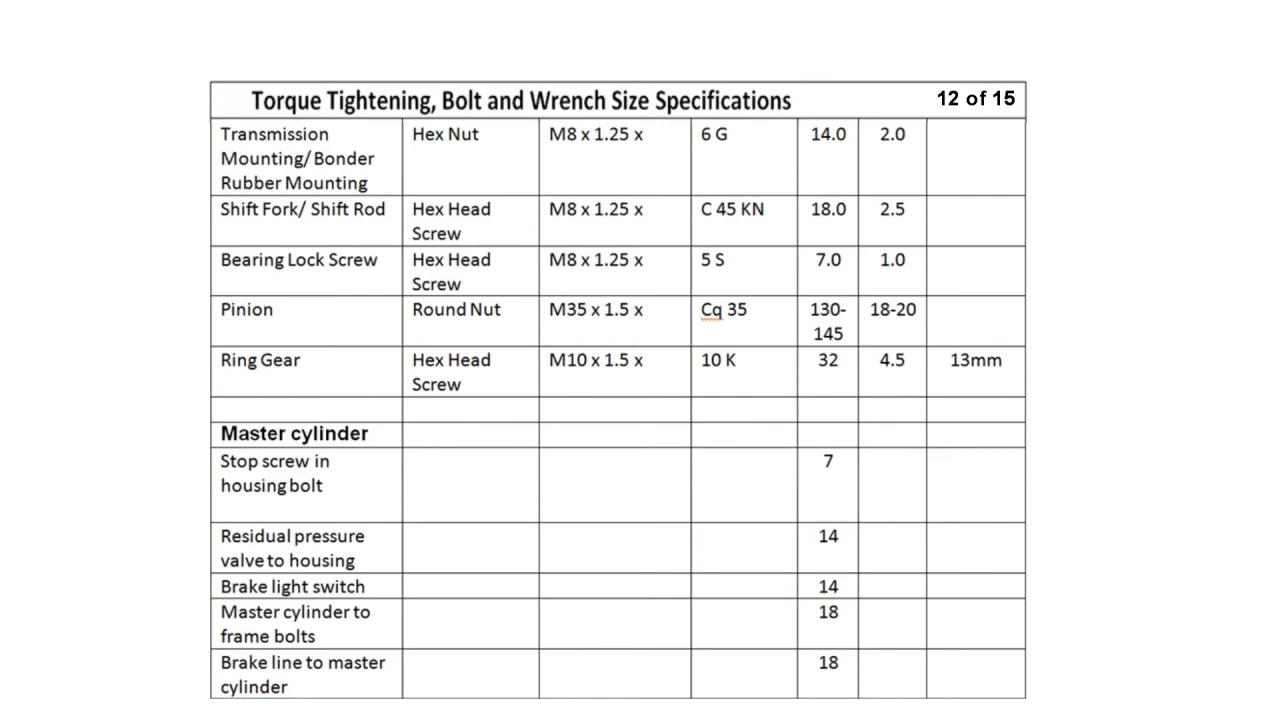 Torque Tightening, Bolt and Wrench Size Specifications 12 of 15
Transmission Mounting/ Bonder Rubber Mounting Hex Nut M8 x 1.25 x 6 G 14.0 2.0
Shift Fork/ Shift Rod Hex Head Screw M8 x 1.25 x C 45 KN 18.0 2.5
Bearing Lock Screw Hex Head Screw M8 x 1.25 x 5 S 7.0 1.0
Pinion Round Nut M35 x 1.5 x Cq 35 130-145 18-20
Ring Gear Hex Head Screw M10 x 1.5 x 10 K 32 4.5 13mm
Master cylinder
Stop screw in housing bolt 7
Residual pressure valve to housing 14
Brake light switch 14
Master cylinder to frame bolts 18
Brake line to master cylinder 18